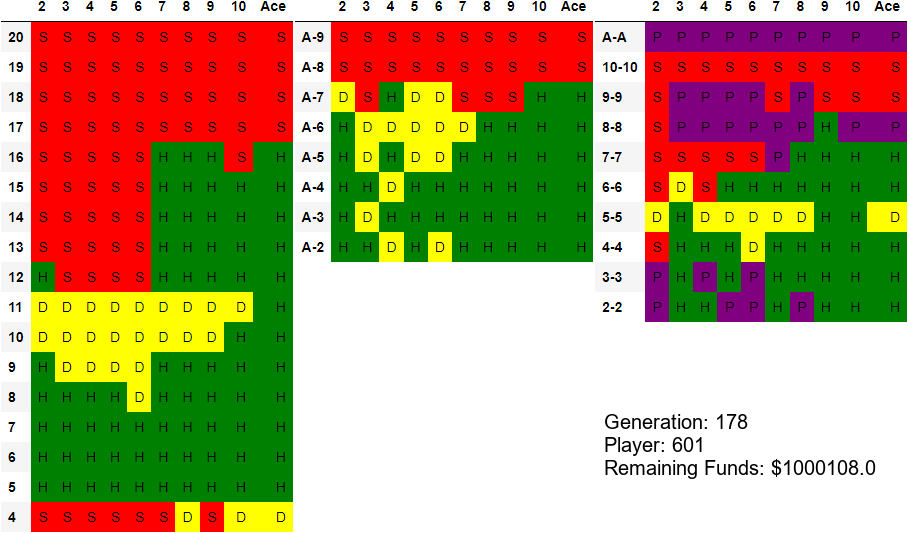 2 3 4 5 6 7 8 9 10 Ace
20 S S S S S S S S S S
19 S S S S S S S S S S
18 S S S S S S S S S S
17 S S S S S S S S S S
16 S S S S S H H H S H
15 S S S S S H H H H H
14 S S S S S H H H H H
13 S S S S S H H H H H
12 H S S S S H H H H H
11 D D D D D D D D D H
10 D D D D D D D D H H
9 H D D D D H H H H H
8 H H H H D H H H H H
7 H H H H H H H H H H
6 H H H H H H H H H H
5 H H H H H H H H H H
4 S S S S S S D S D D
2 3 4 5 6 7 8 9 10 Ace
A-9 S S S S S S S S S S
A-8 S S S S S S S S S S
A-7 D S H D D S S S H H
A-6 H D D D D D H H H H
A-5 H D H D D H H H H H
A-4 H H D H H H H H H H
A-3 H D H H H H H H H H
A-2 H H D H D H H H H H
2 3 4 5 6 7 8 9 10 Ace
A-A P P P P P P P P P P
10-10 S S S S S S S S S S
9-9 S P P P P S P S S S
8-8 S P P P P P P H P P
7-7 S S S S S P H H H H
6-6 S D S H H H H H H H
5-5 D H D D D D D H H D
4-4 S H H H D H H H H H
3-3 P H P H P H H H H H
2-2 P H H P P H P H H H
Generation: 178
Player: 601
Remaining Funds: $1000108.0